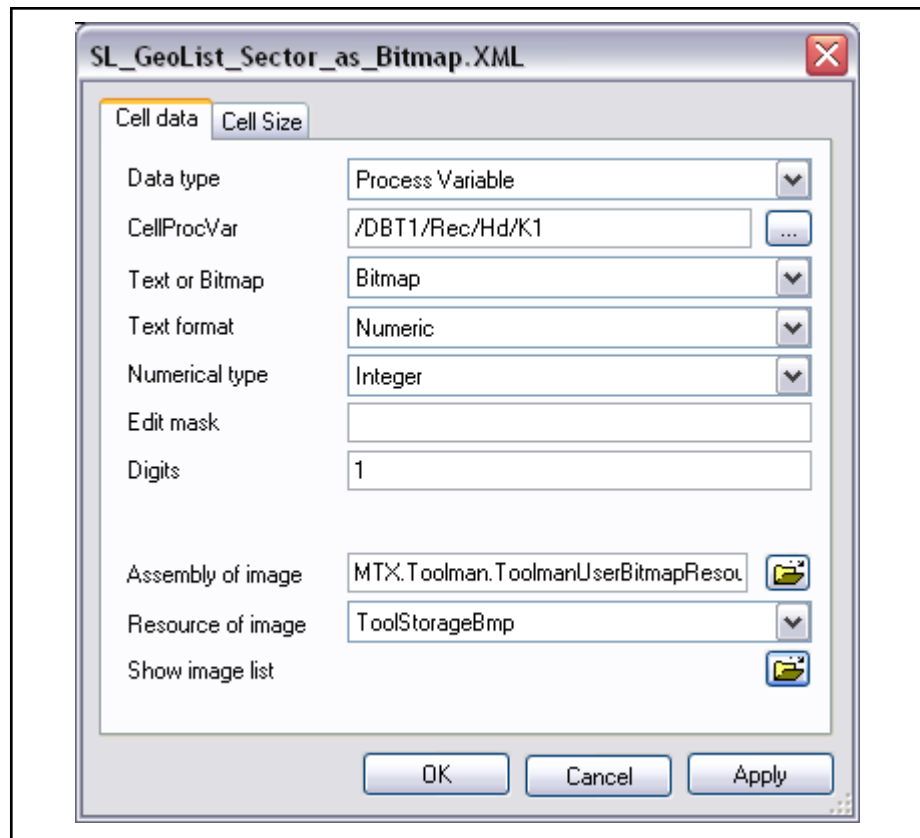 SL_GeoList_Sector_as_Bitmap.XML
Cell data Cell Size
Data type Process Variable
CellProcVar /DBT1/Rec/Hd/K1 ...
Text or Bitmap Bitmap
Text format Numeric
Numerical type Integer
Edit mask
Digits 1
Assembly of image MTX.Toolman.ToolmanUserBitmapResou
Resource of image ToolStorageBmp
Show image list
OK Cancel Apply